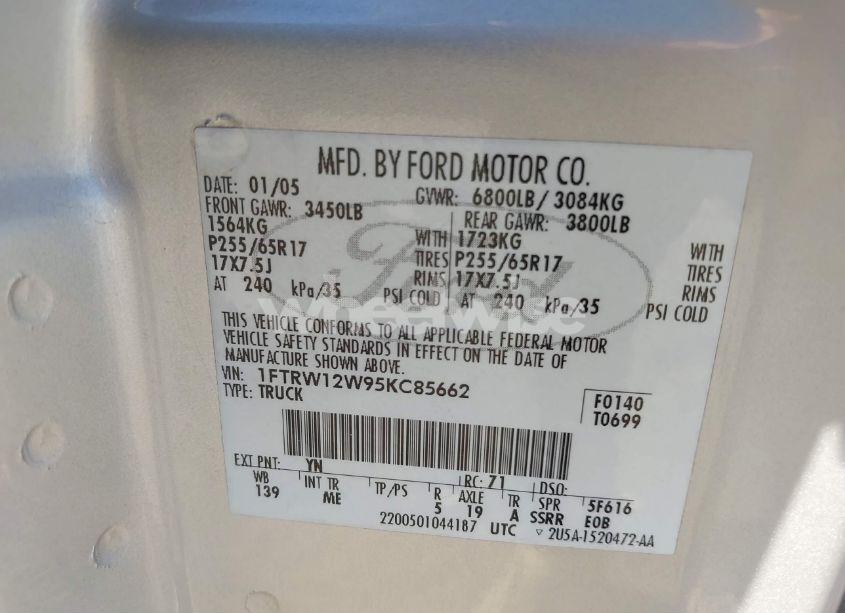 MFD. BY FORD MOTOR CO.
DATE: 01/05 GVWR: 6800LB/ 3084KG
FRONT GAWR: 3450LB REAR GAWR: 3800LB
1564KG WITH 1723KG WITH
P255/65R17 TIRES P255/65R17 TIRES
17X7.5J RIMS 17X7.5J RIMS
AT 240 kPa/35 PSI COLD AT 240 kPa/35 PSI COLD
Ford
wheelwise
THIS VEHICLE CONFORMS TO ALL APPLICABLE FEDERAL MOTOR
VEHICLE SAFETY STANDARDS IN EFFECT ON THE DATE OF
MANUFACTURE SHOWN ABOVE.
VIN: 1FTRW12W95KC85662
TYPE: TRUCK
F0140
T0699
EXT PNT: YN RC: 71 DSO:
WB INT TR TP/PS R AXLE TR SPR 5F616
139 ME 5 19 A SSRR EOB
2200501044187 UTC ▽ 2U5A-1520472-AA